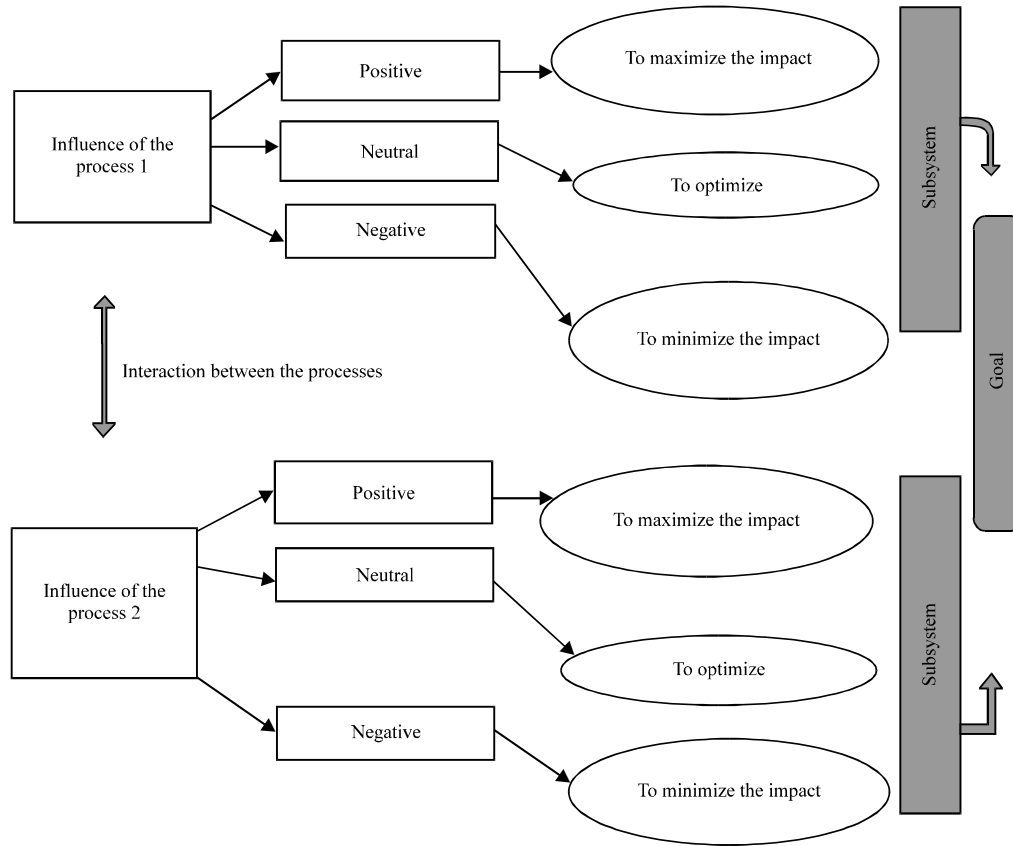 Influence of the
process 1
Positive
Neutral
Negative
To maximize the impact
To optimize
To minimize the impact
Subsystem
Interaction between the processes
Goal
Influence of the
process 2
Positive
Neutral
Negative
To maximize the impact
To optimize
To minimize the impact
Subsystem